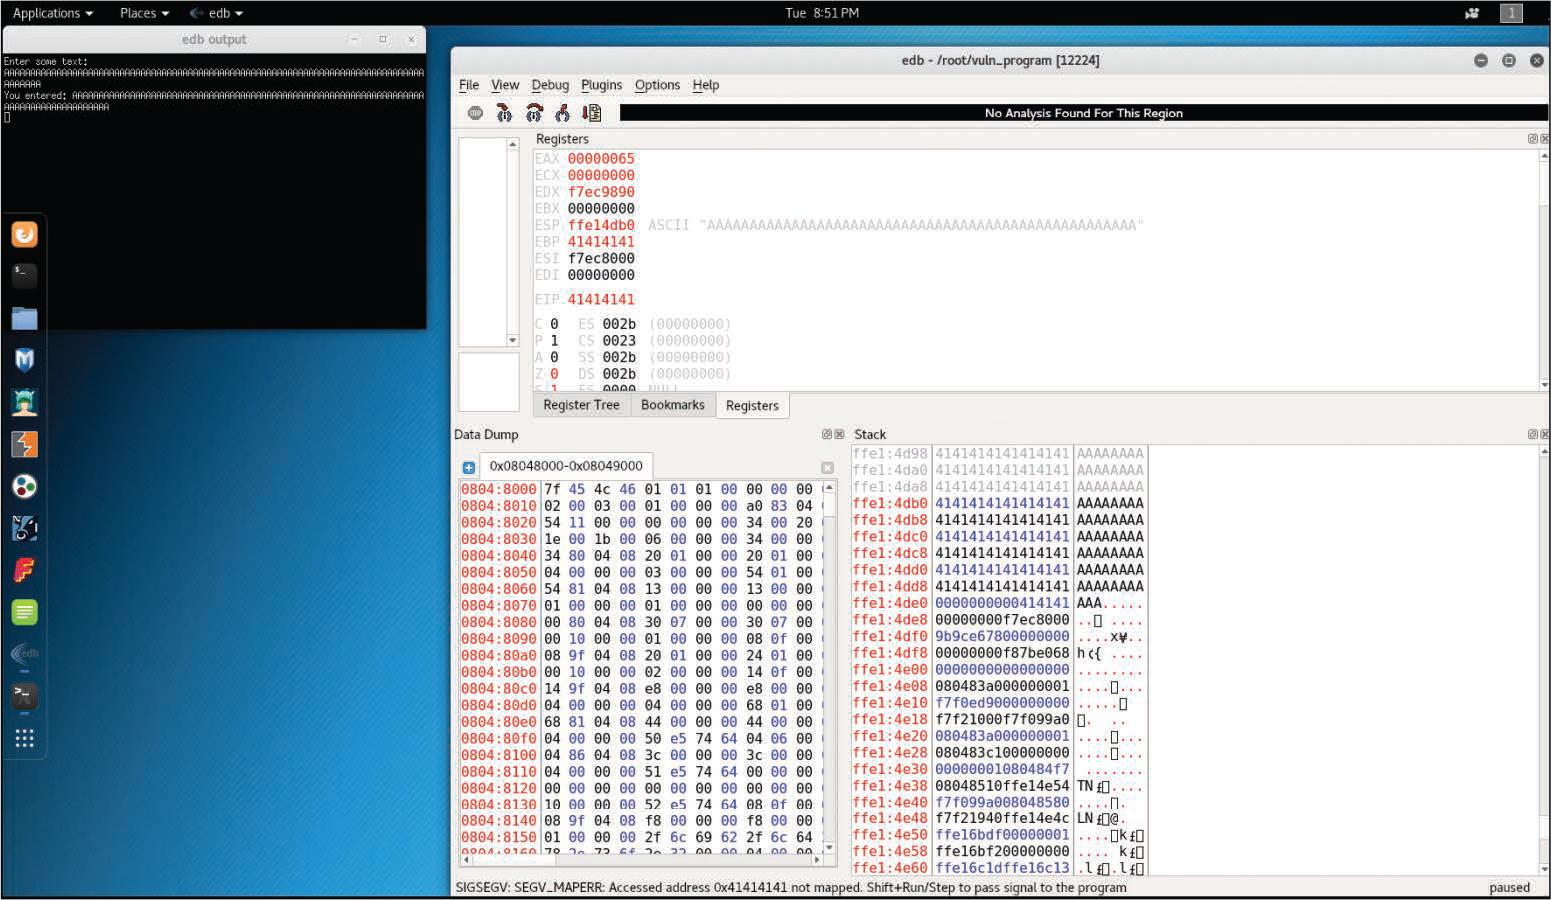 Applications Places edb Tue 8:51 PM 1
edb output
Enter some text:
You entered:
edb - /root/vuln_program [12224]
File View Debug Plugins Options Help
No Analysis Found For This Region
Registers
EAX 00000065
ECX 00000000
EDX f7ec9890
EBX 00000000
ESP ffe14db0 ASCII
EBP 41414141
ESI f7ec8000
EDI 00000000
EIP 41414141
C 0 ES 002b (00000000)
P 1 CS 0023 (00000000)
A 0 SS 002b (00000000)
Z 0 DS 002b (00000000)
S 1 FS 0000 NULL
Register Tree Bookmarks Registers
Data Dump
0x08048000-0x08049000
0804:8000 7f 45 4c 46 01 01 01 00 00 00 00
0804:8010 02 00 03 00 01 00 00 00 a0 83 04
0804:8020 54 11 00 00 00 00 00 00 34 00 20
0804:8030 1e 00 1b 00 06 00 00 00 34 00 00
0804:8040 34 80 04 08 20 01 00 00 20 01 00
0804:8050 04 00 00 00 03 00 00 00 54 01 00
0804:8060 54 81 04 08 13 00 00 00 13 00 00
0804:8070 01 00 00 00 01 00 00 00 00 00 00
0804:8080 00 80 04 08 30 07 00 00 30 07 00
0804:8090 00 10 00 00 01 00 00 00 08 0f 00
0804:80a0 08 9f 04 08 20 01 00 00 24 01 00
0804:80b0 00 10 00 00 02 00 00 00 14 0f 00
0804:80c0 14 9f 04 08 e8 00 00 00 e8 00 00
0804:80d0 04 00 00 00 04 00 00 00 68 01 00
0804:80e0 68 81 04 08 44 00 00 00 44 00 00
0804:80f0 04 00 00 00 50 e5 74 64 04 06 00
0804:8100 04 86 04 08 3c 00 00 00 3c 00 00
0804:8110 04 00 00 00 51 e5 74 64 00 00 00
0804:8120 00 00 00 00 00 00 00 00 00 00 00
0804:8130 10 00 00 00 52 e5 74 64 08 0f 00
0804:8140 08 9f 04 08 f8 00 00 00 f8 00 00
0804:8150 01 00 00 00 2f 6c 69 62 2f 6c 64
0804:8160 78 2e 73 6f 2e 32 00 00 04 00 00
Stack
ffe1:4d98 4141414141414141 AAAAAAAA
ffe1:4da0 4141414141414141 AAAAAAAA
ffe1:4da8 4141414141414141 AAAAAAAA
ffe1:4db0 4141414141414141 AAAAAAAA
ffe1:4db8 4141414141414141 AAAAAAAA
ffe1:4dc0 4141414141414141 AAAAAAAA
ffe1:4dc8 4141414141414141 AAAAAAAA
ffe1:4dd0 4141414141414141 AAAAAAAA
ffe1:4dd8 4141414141414141 AAAAAAAA
ffe1:4de0 0000000000414141 AAA.....
ffe1:4de8 00000000f7ec8000
ffe1:4df0 9b9ce67800000000
ffe1:4df8 00000000f87be068
ffe1:4e00 0000000000000000 ........
ffe1:4e08 080483a000000001
ffe1:4e10 f7f0ed9000000000
ffe1:4e18 f7f21000f7f099a0
ffe1:4e20 080483a000000001
ffe1:4e28 080483c100000000
ffe1:4e30 00000001080484f7
ffe1:4e38 08048510ffe14e54
ffe1:4e40 f7f099a008048580
ffe1:4e48 f7f21940ffe14e4c
ffe1:4e50 ffe16bdf00000001
ffe1:4e58 ffe16bf200000000
ffe1:4e60 ffe16c1dffe16c13
SIGSEGV: SEGV_MAPERR: Accessed address 0x41414141 not mapped. Shift+Run/Step to pass signal to the program paused